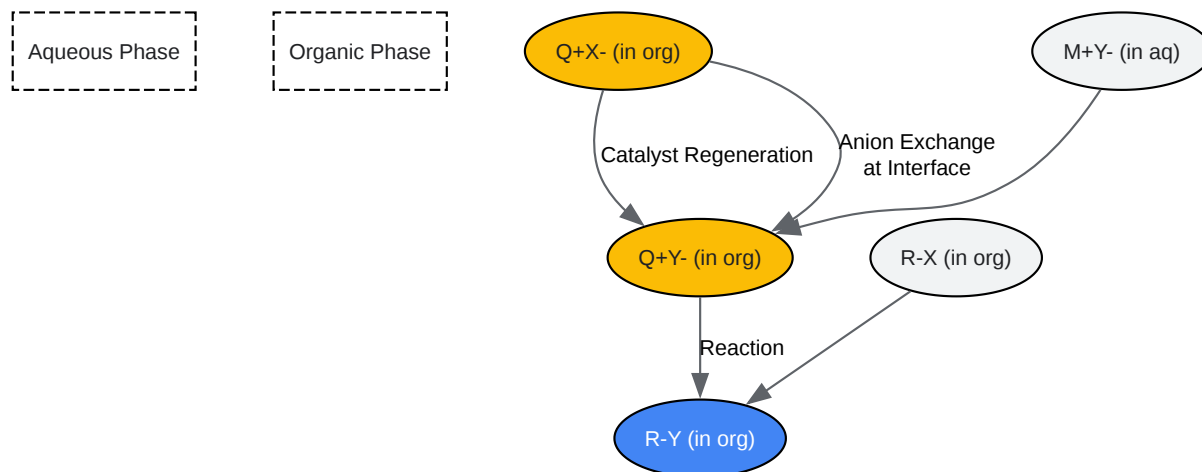 Aqueous Phase
Organic Phase
Q+X- (in org)
M+Y- (in aq)
Catalyst Regeneration
Anion Exchange
at Interface
Q+Y- (in org)
R-X (in org)
Reaction
R-Y (in org)